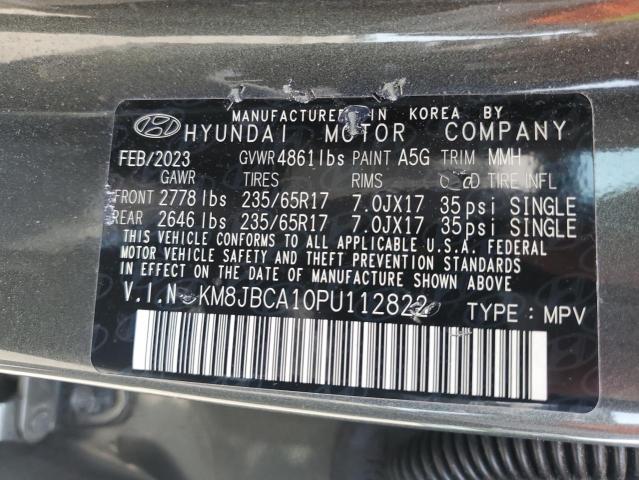 MANUFACTURED IN KOREA BY
HYUNDAI MOTOR COMPANY
FEB/2023 GVWR 4861lbs PAINT A5G TRIM MMH
GAWR TIRES RIMS TIRE INFL
FRONT 2778 lbs 235/65R17 7.0JX17 35psi SINGLE
REAR 2646 lbs 235/65R17 7.0JX17 35psi SINGLE
THIS VEHICLE CONFORMS TO ALL APPLICABLE U.S.A. FEDERAL
MOTOR VEHICLE SAFETY AND THEFT PREVENTION STANDARDS
IN EFFECT ON THE DATE OF MANUFACTURE SHOWN ABOVE
V.I.N KM8JBCA10PU112822 TYPE : MPV